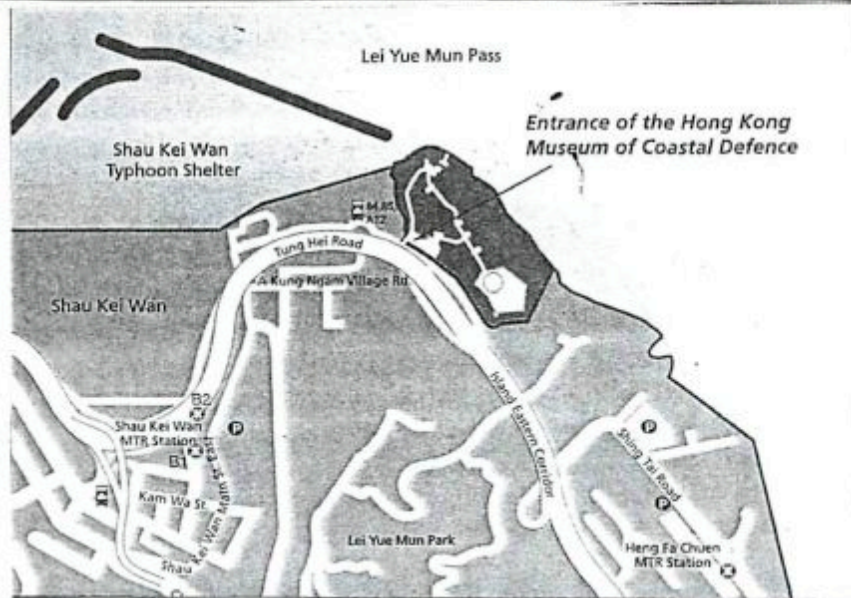 Lei Yue Mun Pass
Entrance of the Hong Kong
Museum of Coastal Defence
Shau Kei Wan
Typhoon Shelter
84,85,
A12
Tung Hei Road
A Kung Ngam Village Rd
Shau Kei Wan
B2
Shau Kei Wan
MTR Station
P
B1
Kam Wa St.
Shau Kei Wan Main St. East
Island Eastern Corridor
P
Shing Tai Road
P
Lei Yue Mun Park
Heng Fa Chuen
MTR Station